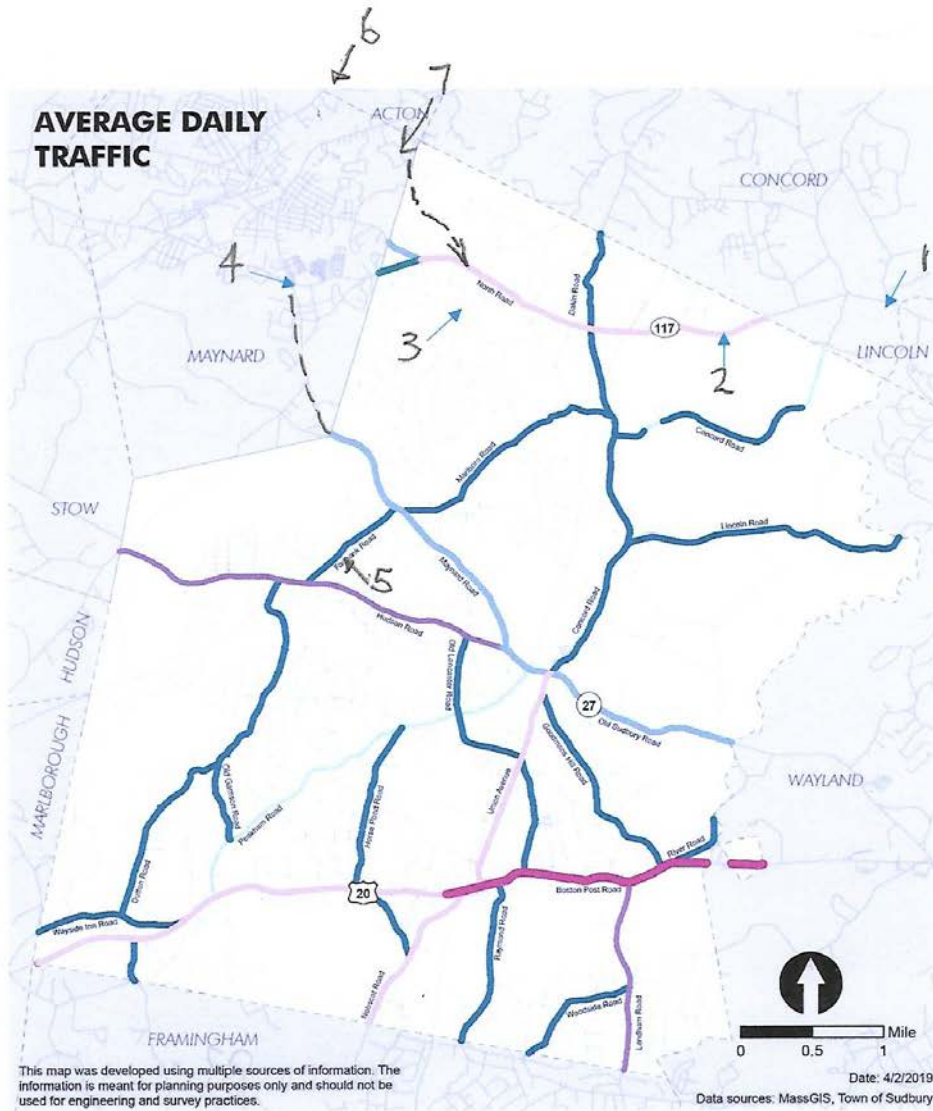 6
7
AVERAGE DAILY
TRAFFIC
ACTON
CONCORD
1
4
North Road
Dakin Road
117
3
2
MAYNARD
LINCOLN
Concord Road
Marlboro Road
STOW
Lincoln Road
5
Maynard Road
Hudson Road
Concord Road
HUDSON
Old Lancaster Road
27
Old Sudbury Road
Goodmans Hill Road
MARLBOROUGH
WAYLAND
Old Garrison Road
Union Avenue
Peakham Road
Horse Pond Road
River Road
Dutton Road
20
Boston Post Road
Wayside Inn Road
Raymond Road
Nobscot Road
Woodside Road
Landham Road
FRAMINGHAM
Mile
0 0.5 1
This map was developed using multiple sources of information. The
information is meant for planning purposes only and should not be
used for engineering and survey practices.
Date: 4/2/2019
Data sources: MassGIS, Town of Sudbury